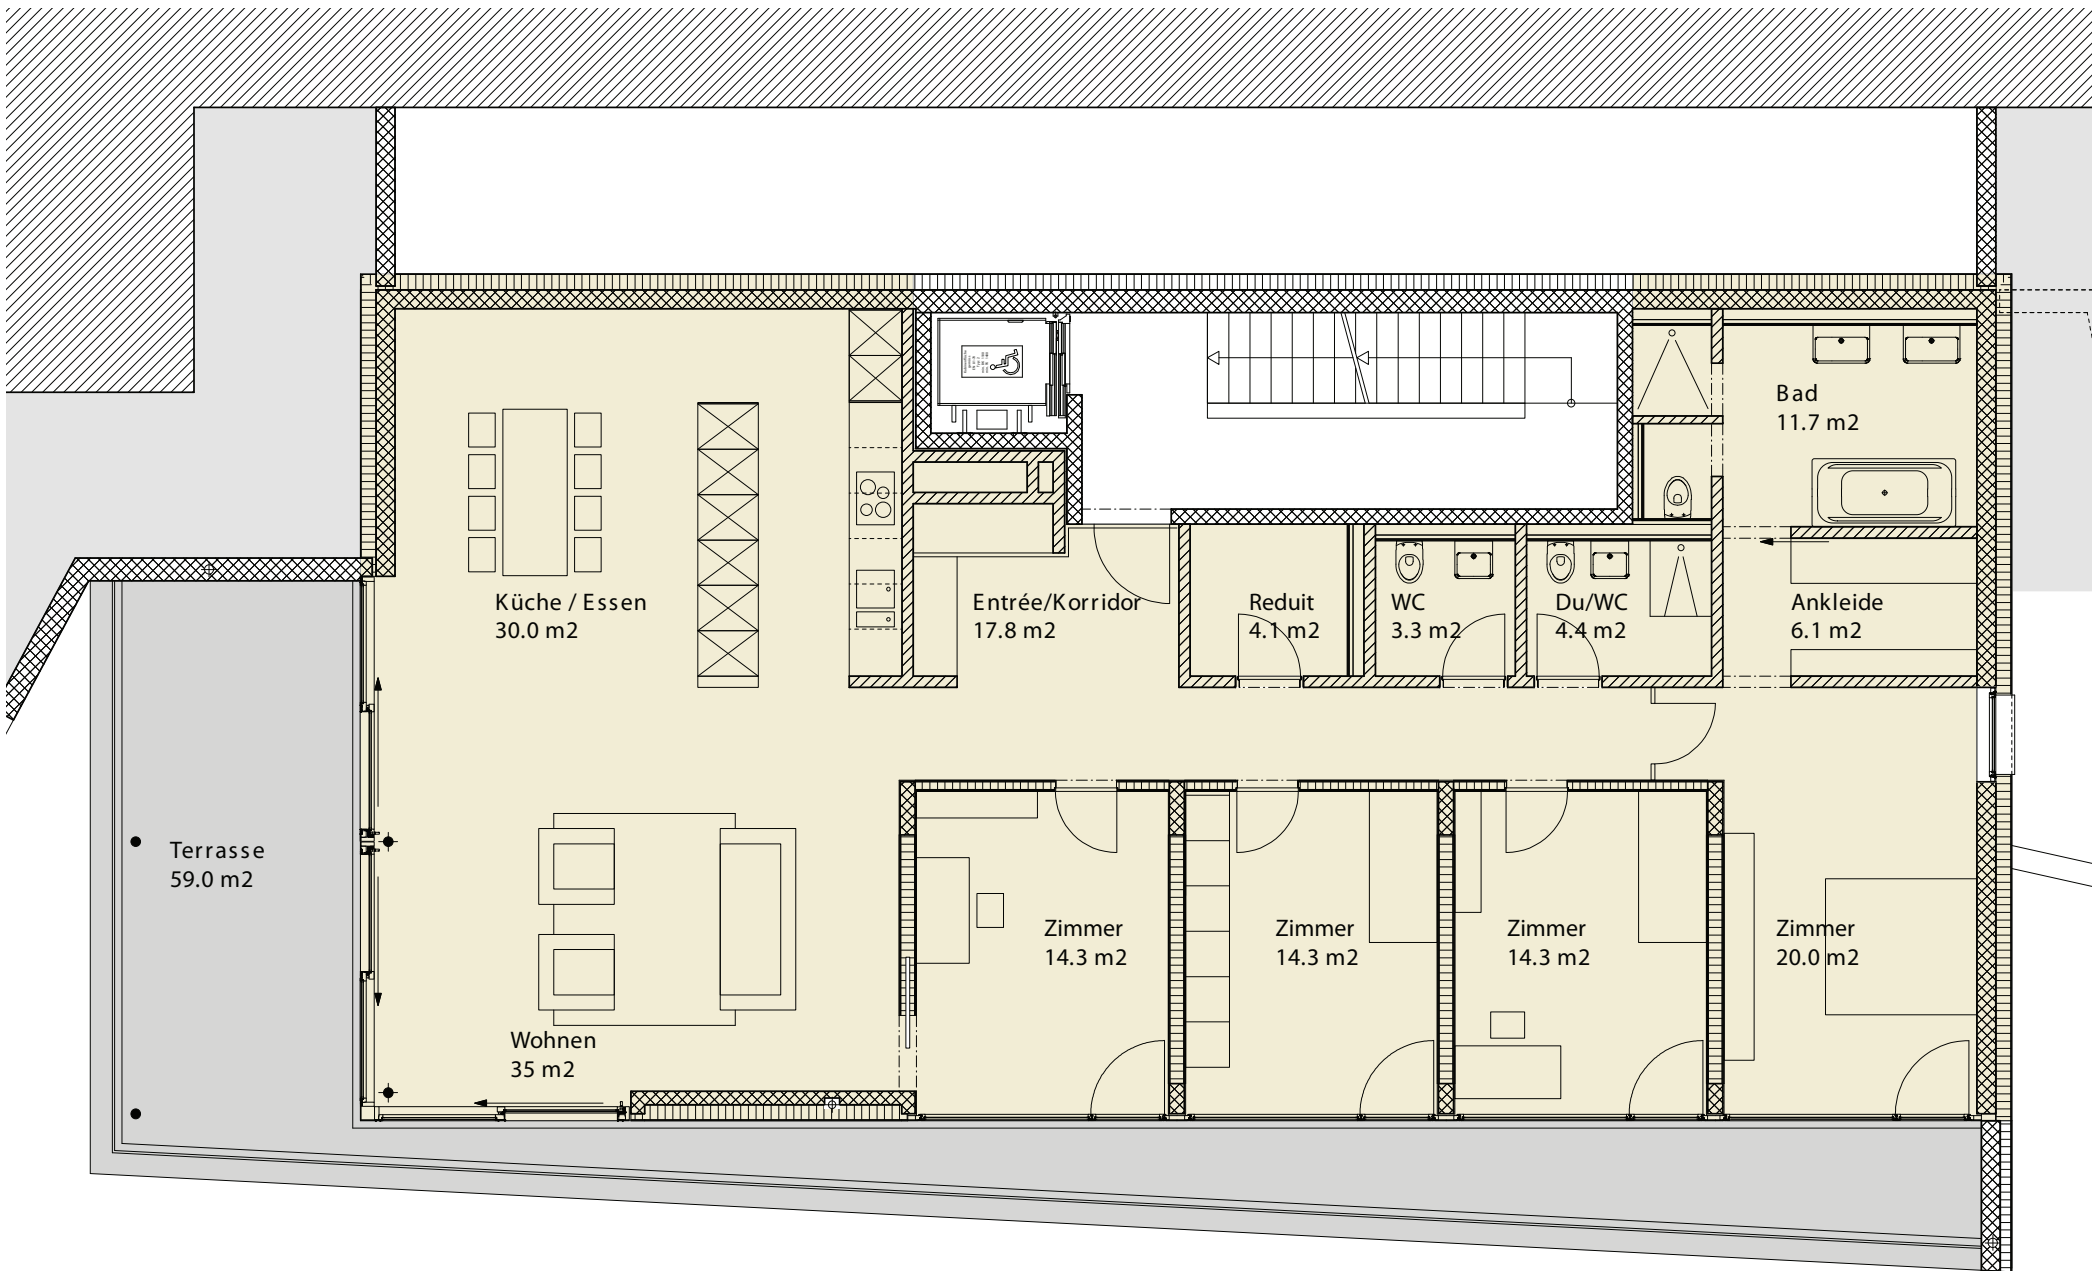 Bad
11.7 m2
Küche / Essen
30.0 m2
Entrée/Korridor
17.8 m2
Reduit
4.1 m2
WC
3.3 m2
Du/WC
4.4 m2
Ankleide
6.1 m2
Terrasse
59.0 m2
Zimmer
14.3 m2
Zimmer
14.3 m2
Zimmer
14.3 m2
Zimmer
20.0 m2
Wohnen
35 m2